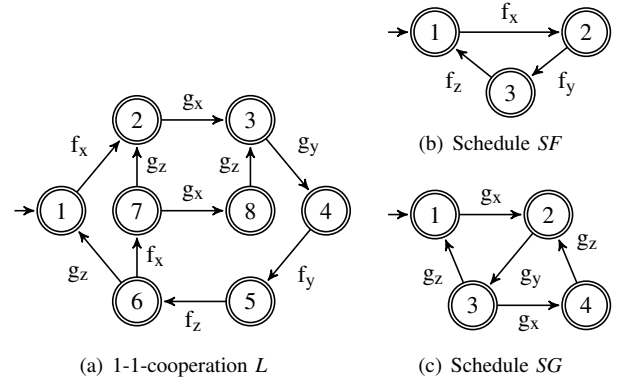 f_x
g_x
g_z
g_x
g_z
g_y
g_z
f_x
f_z
f_y
1
2
3
4
5
6
7
8
(a) 1-1-cooperation L
f_x
f_z
f_y
1
2
3
(b) Schedule SF
g_x
g_z
g_y
g_z
g_x
1
2
3
4
(c) Schedule SG